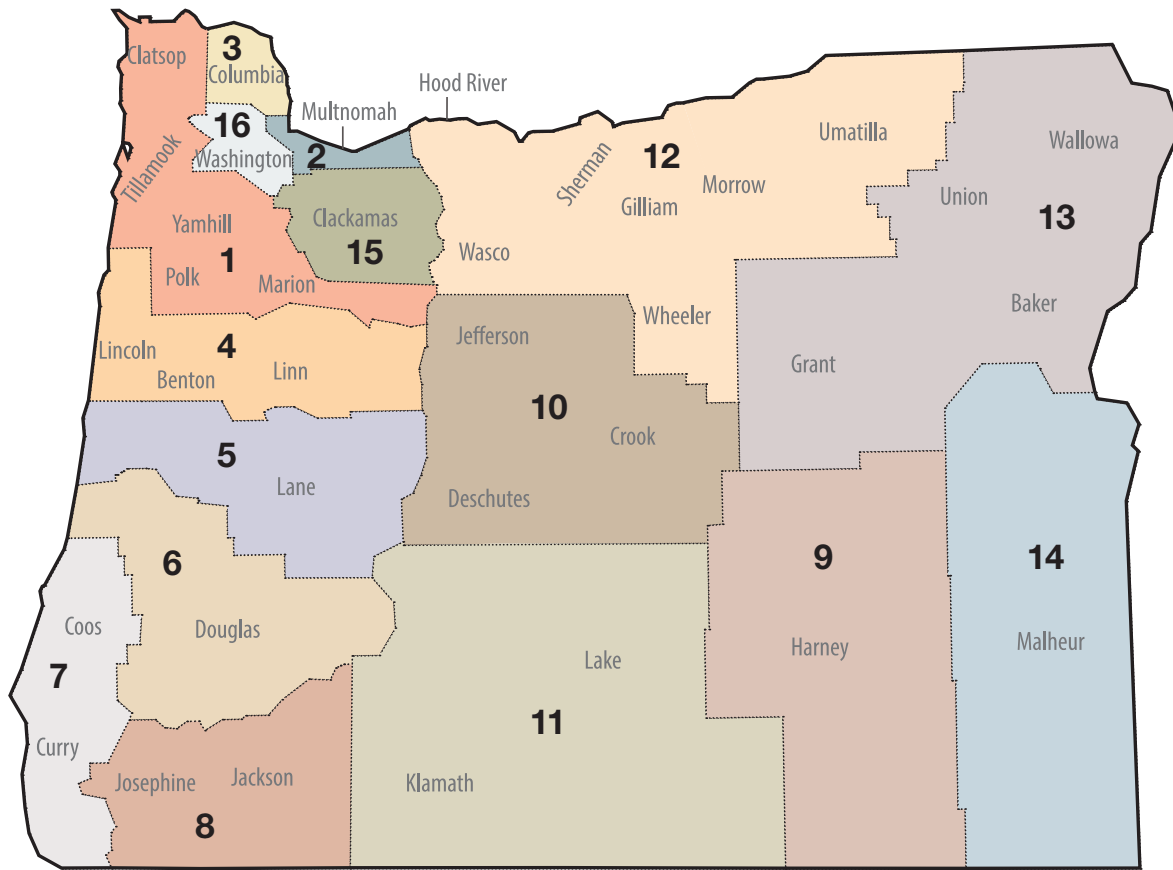 Clatsop
3
Columbia
Hood River
Multnomah
16
Washington
2
Tillamook
12
Umatilla
Wallowa
Sherman
Morrow
Gilliam
Union
13
Clackamas
15
Yamhill
1
Wasco
Polk
Marion
Baker
Wheeler
Jefferson
Lincoln
4
Benton
Linn
Grant
10
Crook
5
Lane
Deschutes
6
9
14
Coos
Douglas
Harney
Malheur
Lake
7
11
Curry
Josephine
Jackson
Klamath
8